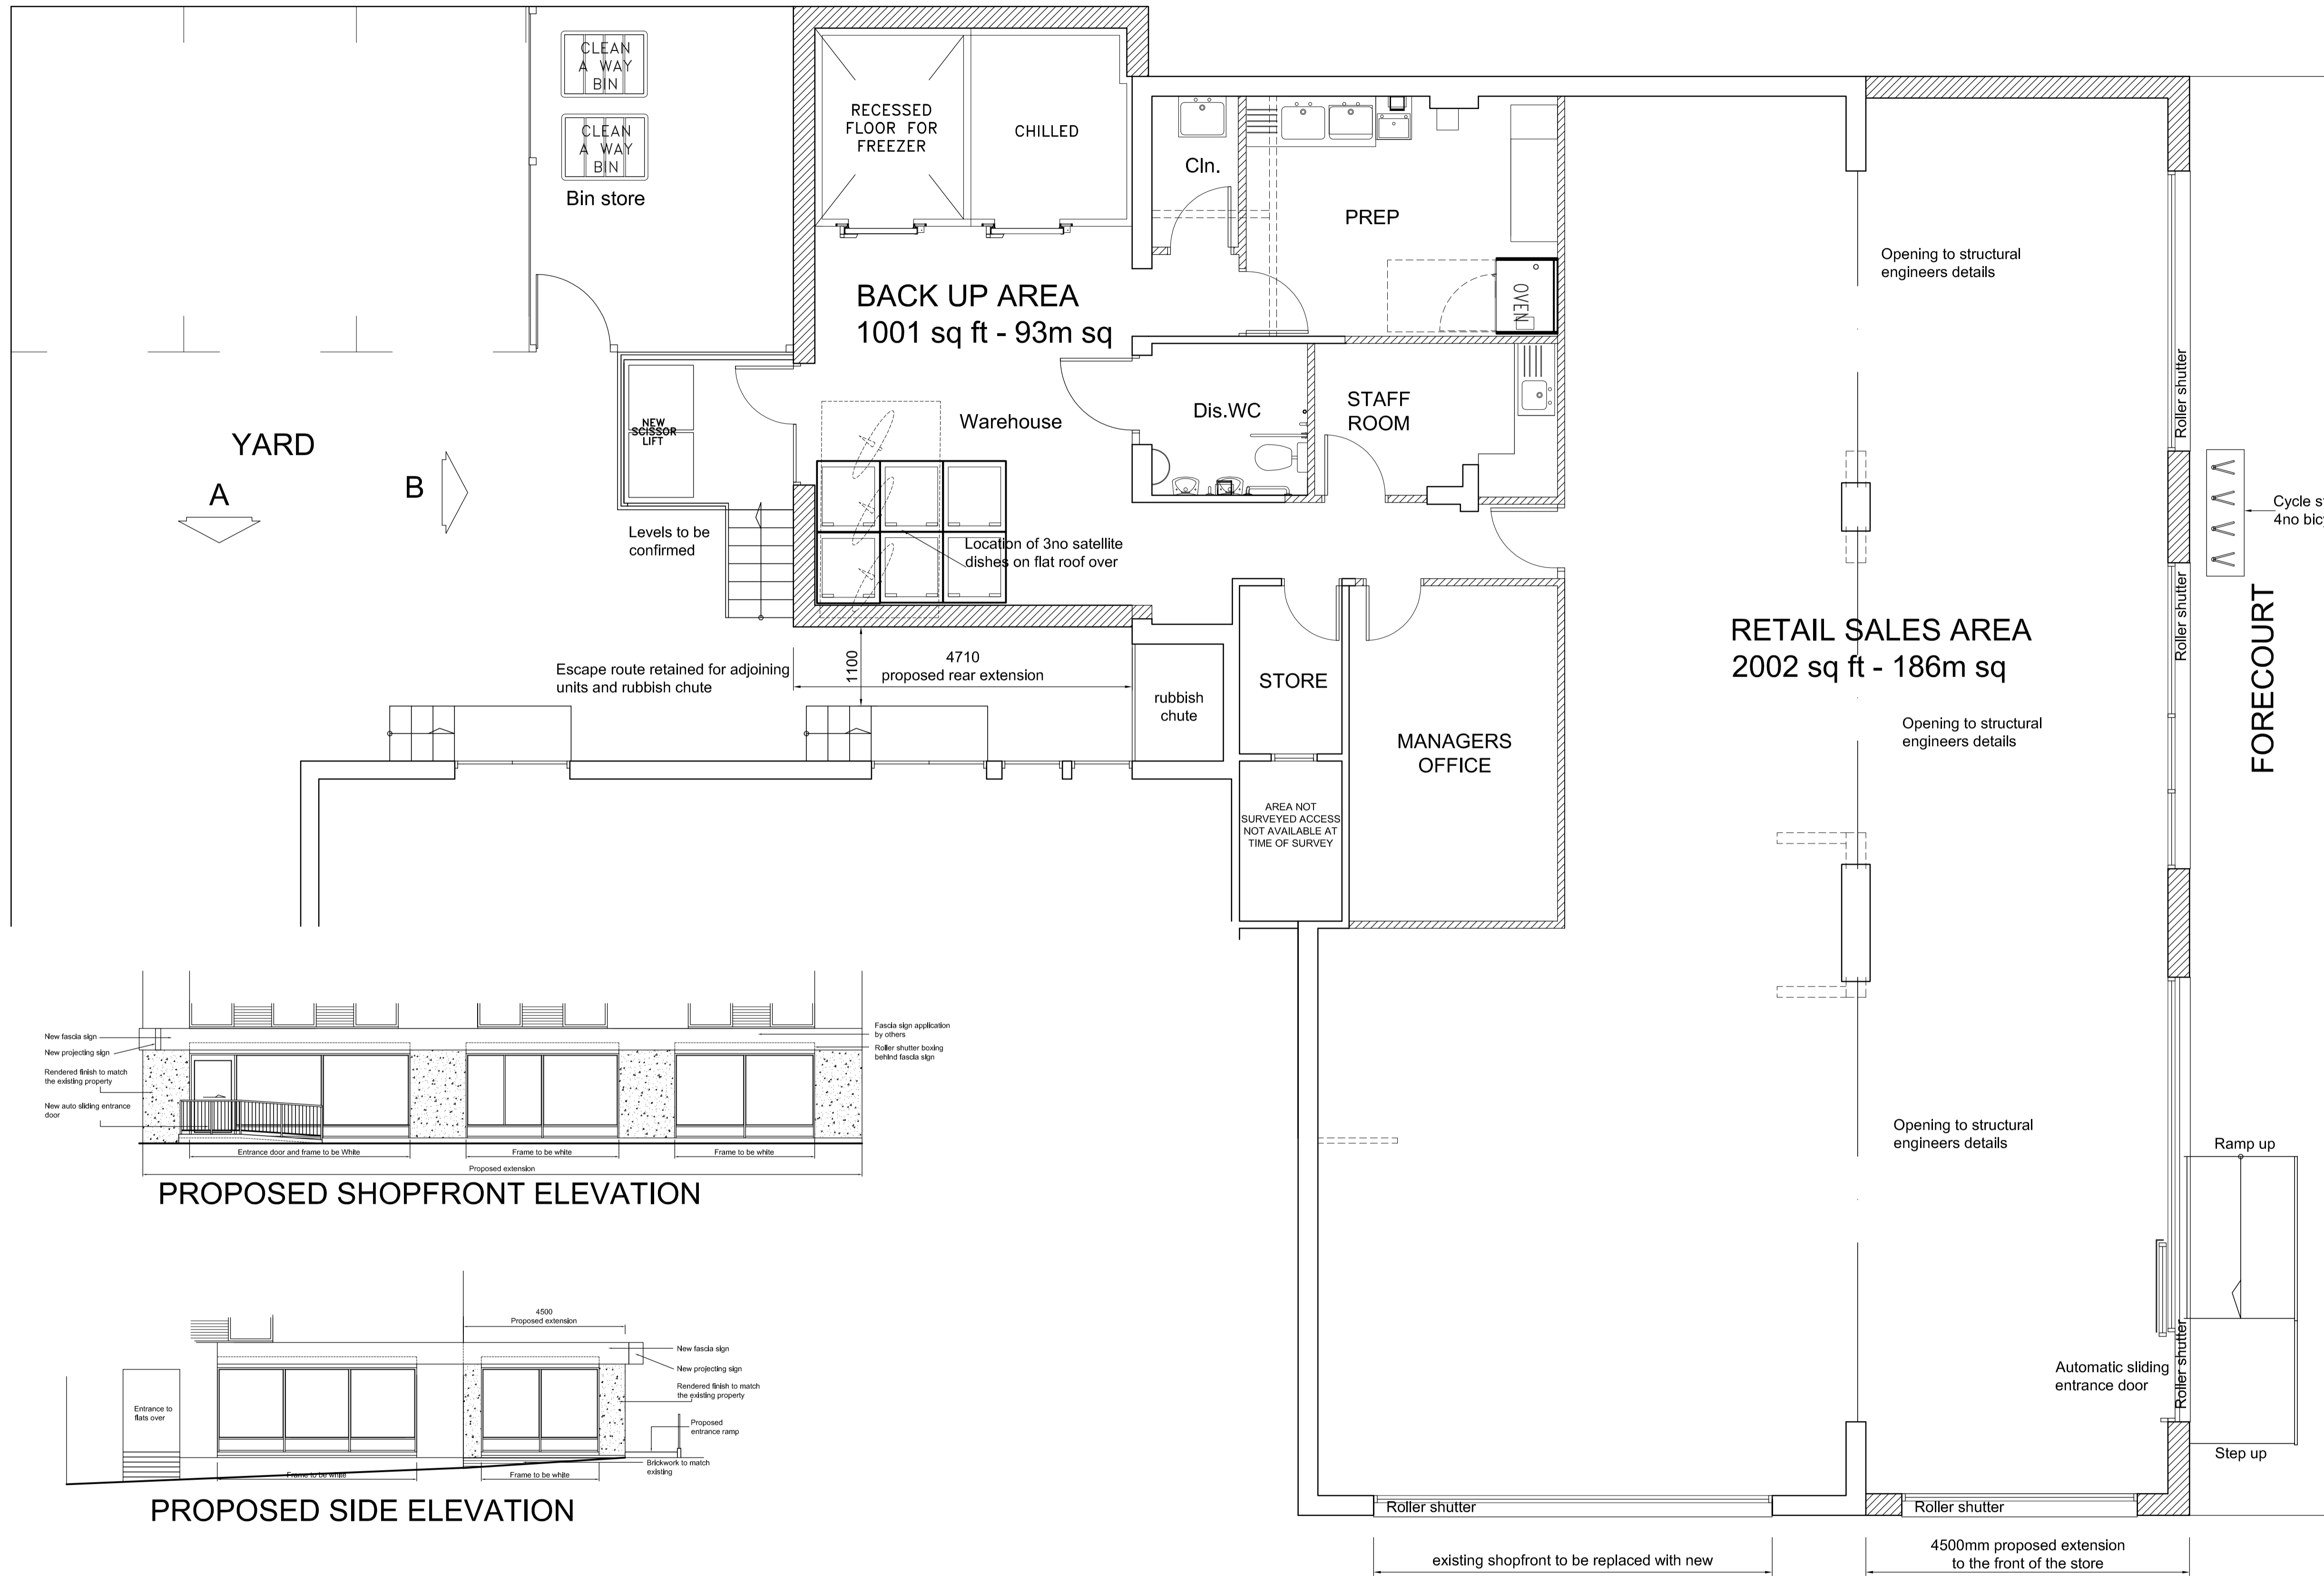 CLEAN
A WAY
BIN
CLEAN
A WAY
BIN
Bin store
RECESSED
FLOOR FOR
FREEZER
CHILLED
Cln.
PREP
OVEN
Opening to structural
engineers details
BACK UP AREA
1001 sq ft - 93m sq
Roller shutter
YARD
A
B
NEW
SCISSOR
LIFT
Warehouse
Dis.WC
STAFF
ROOM
Levels to be
confirmed
Location of 3no satellite
dishes on flat roof over
Cycle
4no
Roller shutter
FORECOURT
RETAIL SALES AREA
2002 sq ft - 186m sq
Escape route retained for adjoining
units and rubbish chute
1100
4710
proposed rear extension
rubbish
chute
STORE
MANAGERS
OFFICE
Opening to structural
engineers details
AREA NOT
SURVEYED ACCESS
NOT AVAILABLE AT
TIME OF SURVEY
New fascia sign
New projecting sign
Rendered finish to match
the existing property
New auto sliding entrance
door
Fascia sign application
by others
Roller shutter boxing
behind fascia sign
Entrance door and frame to be White
Frame to be white
Frame to be white
Proposed extension
PROPOSED SHOPFRONT ELEVATION
Opening to structural
engineers details
Ramp up
4500
Proposed extension
New fascia sign
New projecting sign
Rendered finish to match
the existing property
Proposed
entrance ramp
Brickwork to match
existing
Entrance to
flats over
Frame to be white
Frame to be white
PROPOSED SIDE ELEVATION
Automatic sliding
entrance door
Roller shutter
Step up
Roller shutter
Roller shutter
existing shopfront to be replaced with new
4500mm proposed extension
to the front of the store